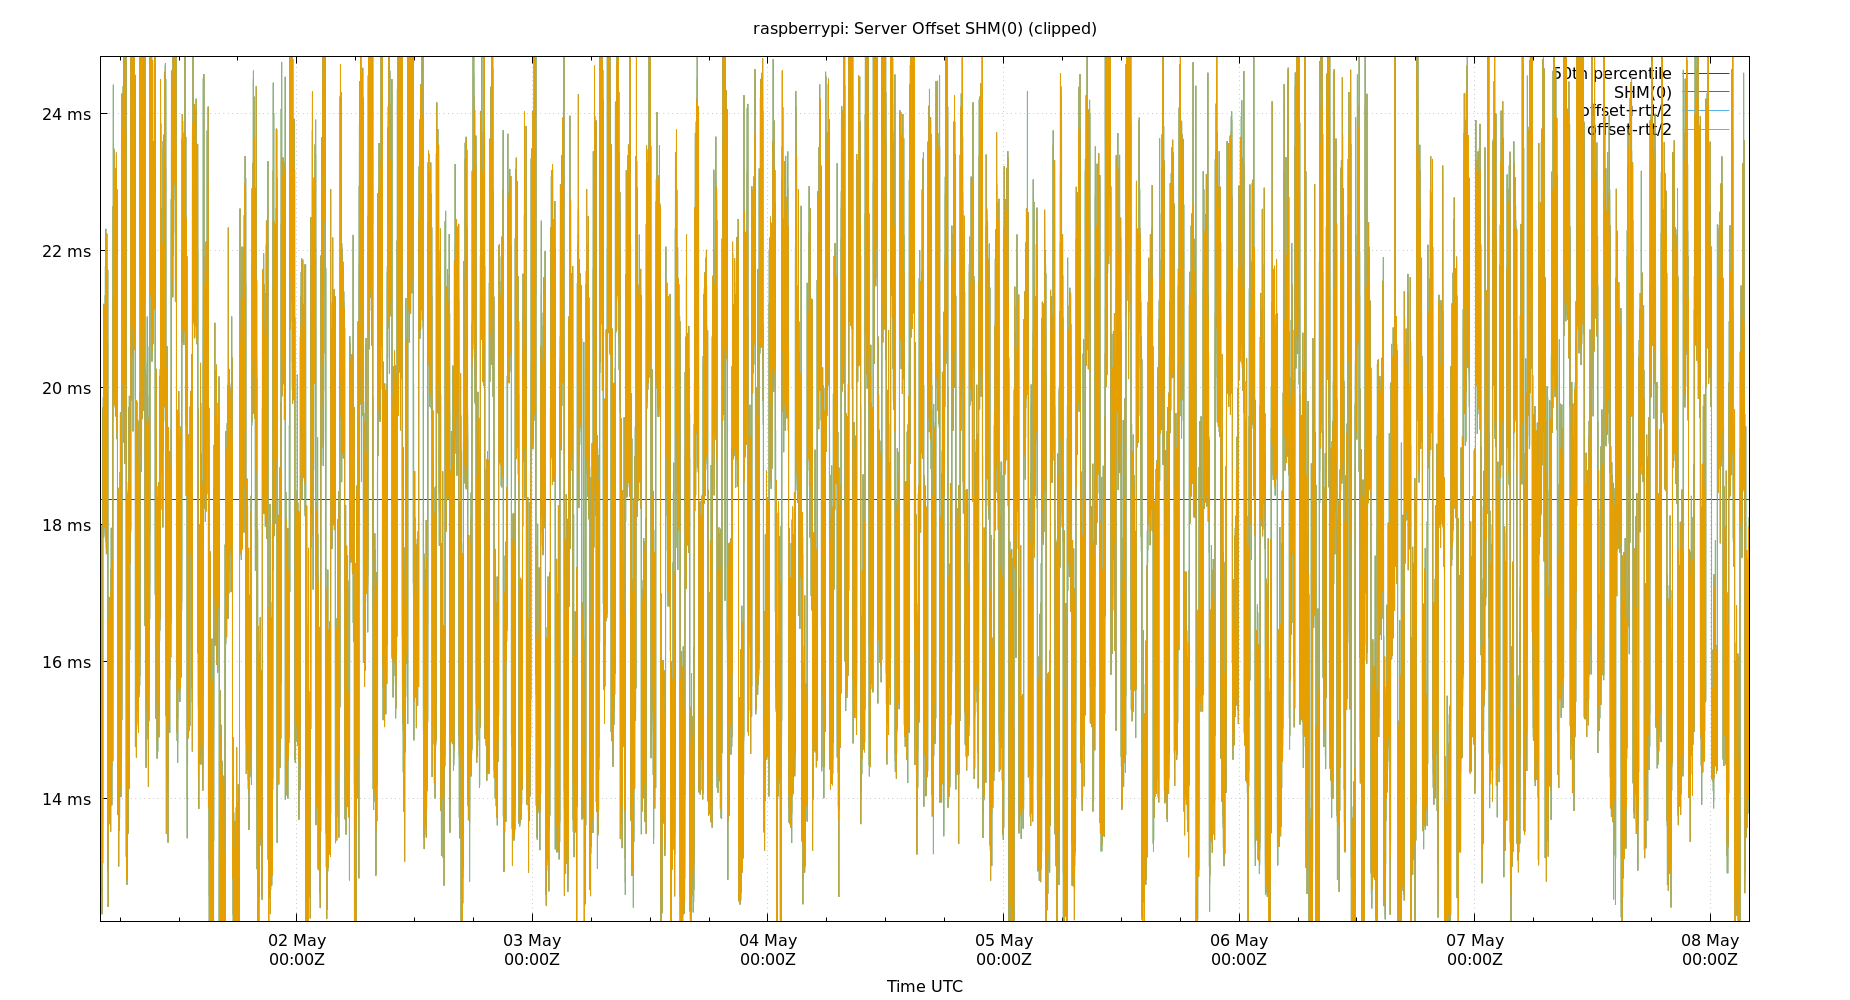 raspberrypi: Server Offset SHM(0) (clipped)
50th percentile
SHM(0)
offset+rtt/2
offset-rtt/2
24 ms
22 ms
20 ms
18 ms
16 ms
14 ms
02 May 03 May 04 May 05 May 06 May 07 May 08 May
00:00Z 00:00Z 00:00Z 00:00Z 00:00Z 00:00Z 00:00Z
Time UTC